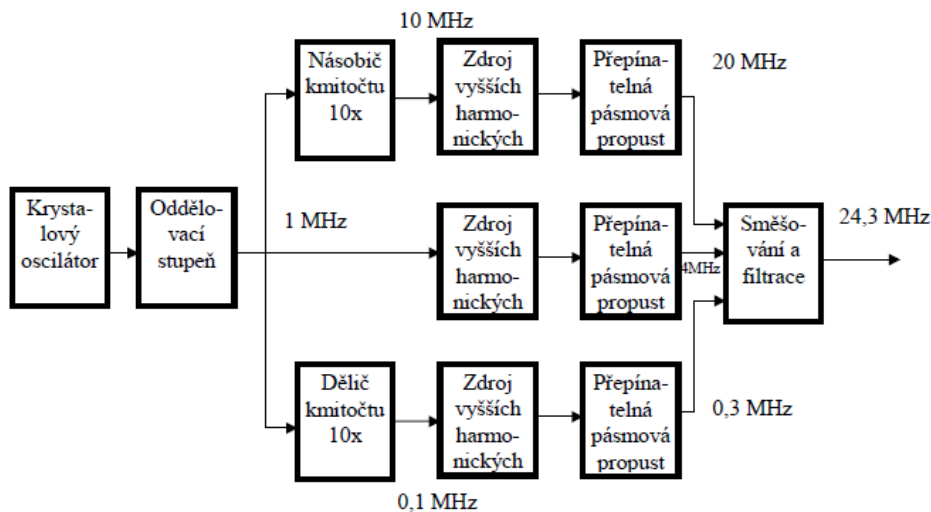 10 MHz
Násobič
kmitočtu
10x
Zdroj
vyšších
harmo-
nických
Přepína-
telná
pásmová
propust
20 MHz
Krysta-
lový
oscilátor
Oddělo-
vací
stupeň
1 MHz
Zdroj
vyšších
harmo-
nických
Přepína-
telná
pásmová
propust
4MHz
Směšo-
vání a
filtrace
24,3 MHz
Dělič
kmitočtu
10x
Zdroj
vyšších
harmo-
nických
Přepína-
telná
pásmová
propust
0,3 MHz
0,1 MHz